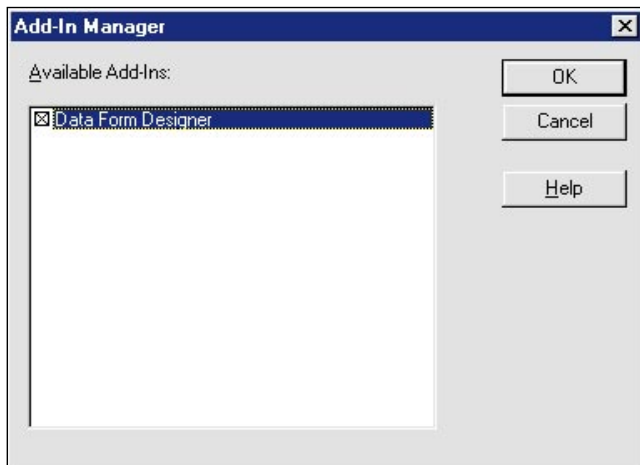 Add-In Manager
Available Add-Ins:
Data Form Designer
OK
Cancel
Help